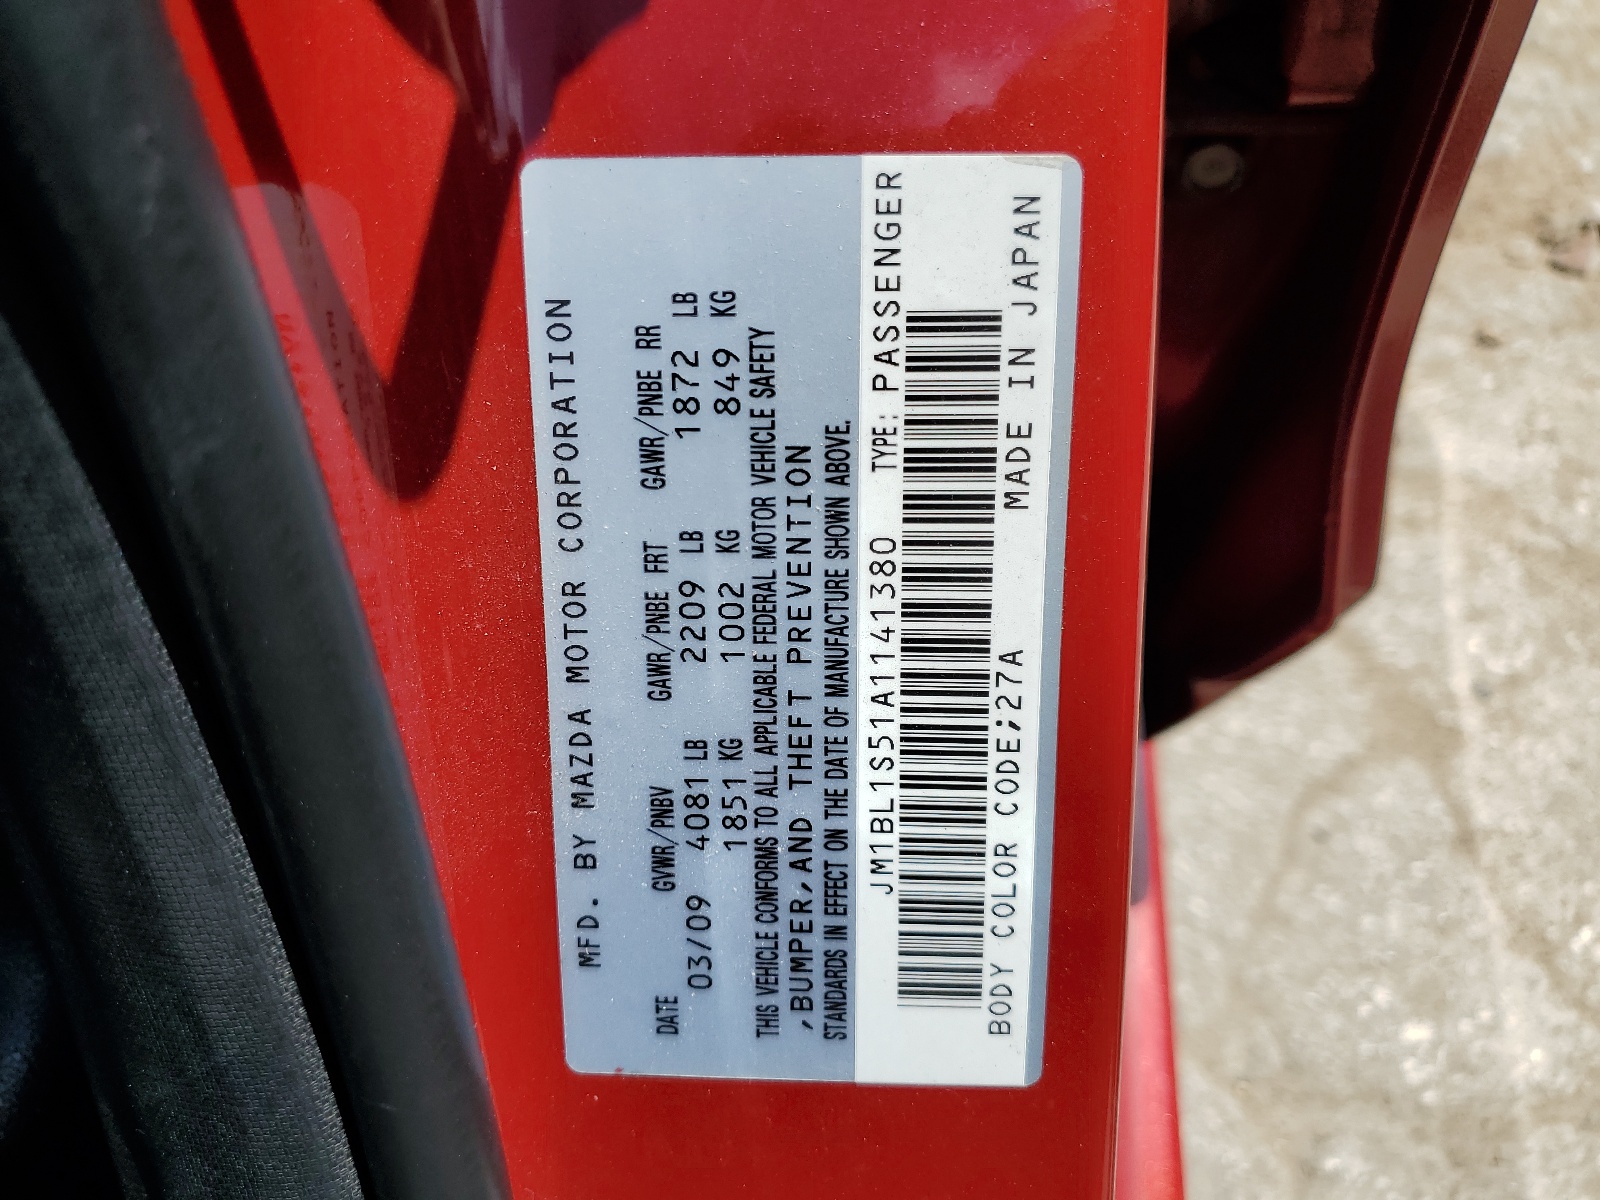 MFD. BY MAZDA MOTOR CORPORATION
DATE GVWR/PNBV GAWR/PNBE FRT GAWR/PNBE RR
03/09 4081 LB 2209 LB 1872 LB
1851 KG 1002 KG 849 KG
THIS VEHICLE CONFORMS TO ALL APPLICABLE FEDERAL MOTOR VEHICLE SAFETY
,BUMPER,AND THEFT PREVENTION
STANDARDS IN EFFECT ON THE DATE OF MANUFACTURE SHOWN ABOVE.
JM1BL1S51A1141380 TYPE: PASSENGER
BODY COLOR CODE;27A MADE IN JAPAN